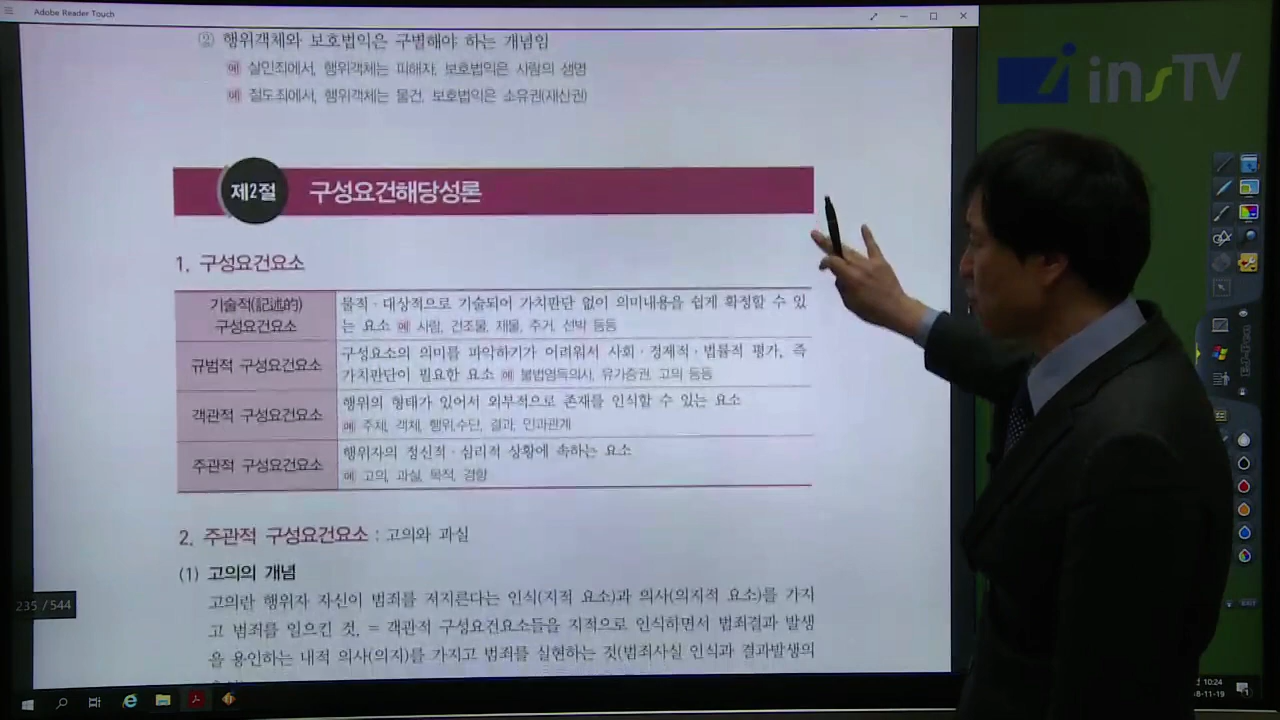 Adobe Reader Touch
② 행위객체와 보호법익은 구별해야 하는 개념임
예 살인죄에서, 행위객체는 피해자, 보호법익은 사람의 생명
예 절도죄에서, 행위객체는 물건, 보호법익은 소유권(재산권)
insTV
제2절 구성요건해당성론
1. 구성요건요소
기술적(記述的)
구성요건요소
물적·대상적으로 기술되어 가치판단 없이 의미내용을 쉽게 확정할 수 있
는 요소 예 사람, 건조물, 재물, 주거, 선박 등등
규범적 구성요건요소
구성요소의 의미를 파악하기가 어려워서 사회·경제적·법률적 평가, 즉
가치판단이 필요한 요소 예 불법영득의사, 유가증권, 고의 등등
객관적 구성요건요소
행위의 형태가 있어서 외부적으로 존재를 인식할 수 있는 요소
예 주체, 객체, 행위,수단, 결과, 인과관계
주관적 구성요건요소
행위자의 정신적·심리적 상황에 속하는 요소
예 고의, 과실, 목적, 경향
2. 주관적 구성요건요소 : 고의와 과실
(1) 고의의 개념
고의란 행위자 자신이 범죄를 저지른다는 인식(지적 요소)과 의사(의지적 요소)를 가지
고 범죄를 일으킨 것, = 객관적 구성요건요소들을 지적으로 인식하면서 범죄결과 발생
을 용인하는 내적 의사(의지)를 가지고 범죄를 실현하는 것(범죄사실 인식과 결과발생의
235 / 544
10:24
8-11-19